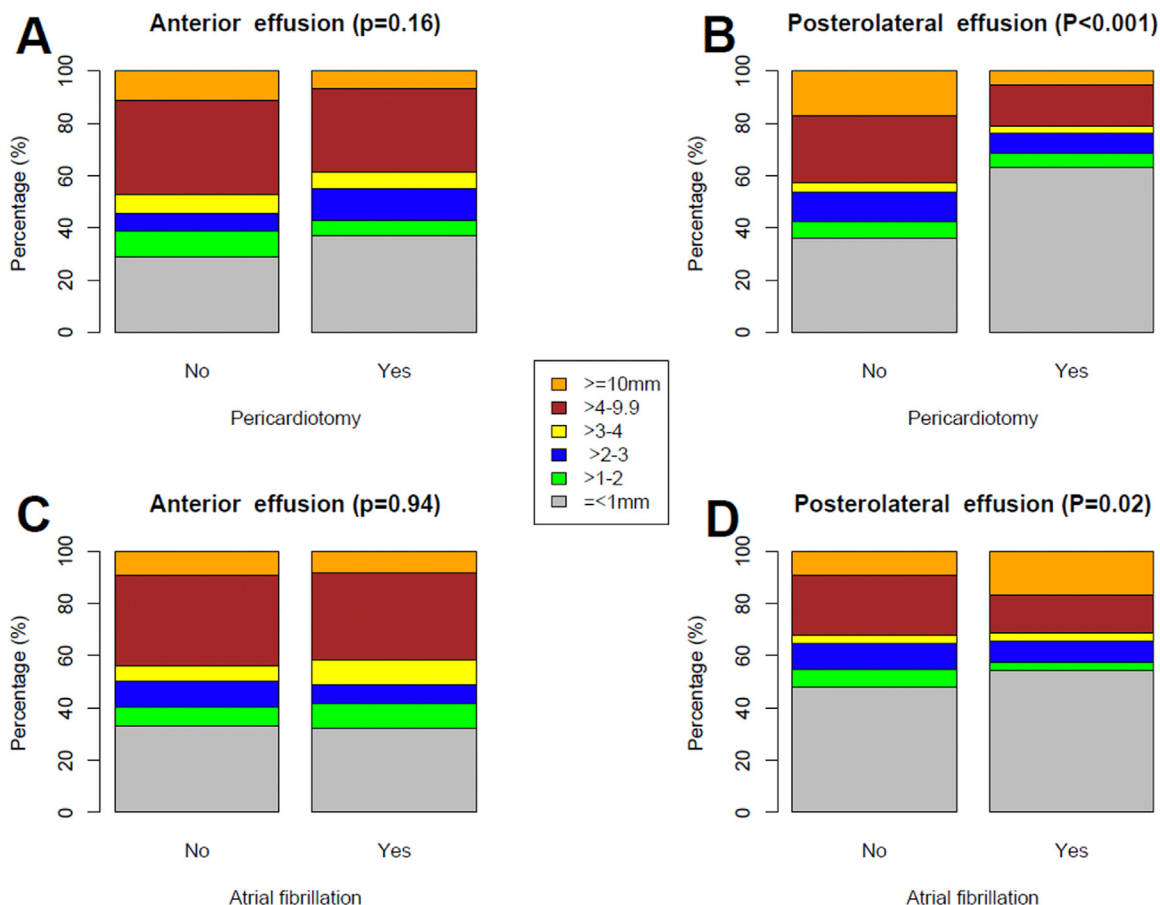 A
Anterior effusion (p=0.16)
Percentage (%)
100
80
60
40
20
0
No
Yes
Pericardiotomy
B
Posterolateral effusion (P<0.001)
Percentage (%)
100
80
60
40
20
0
No
Yes
Pericardiotomy
>=10mm
>4-9.9
>3-4
>2-3
>1-2
=<1mm
C
Anterior effusion (p=0.94)
Percentage (%)
100
80
60
40
20
0
No
Yes
Atrial fibrillation
D
Posterolateral effusion (P=0.02)
Percentage (%)
100
80
60
40
20
0
No
Yes
Atrial fibrillation